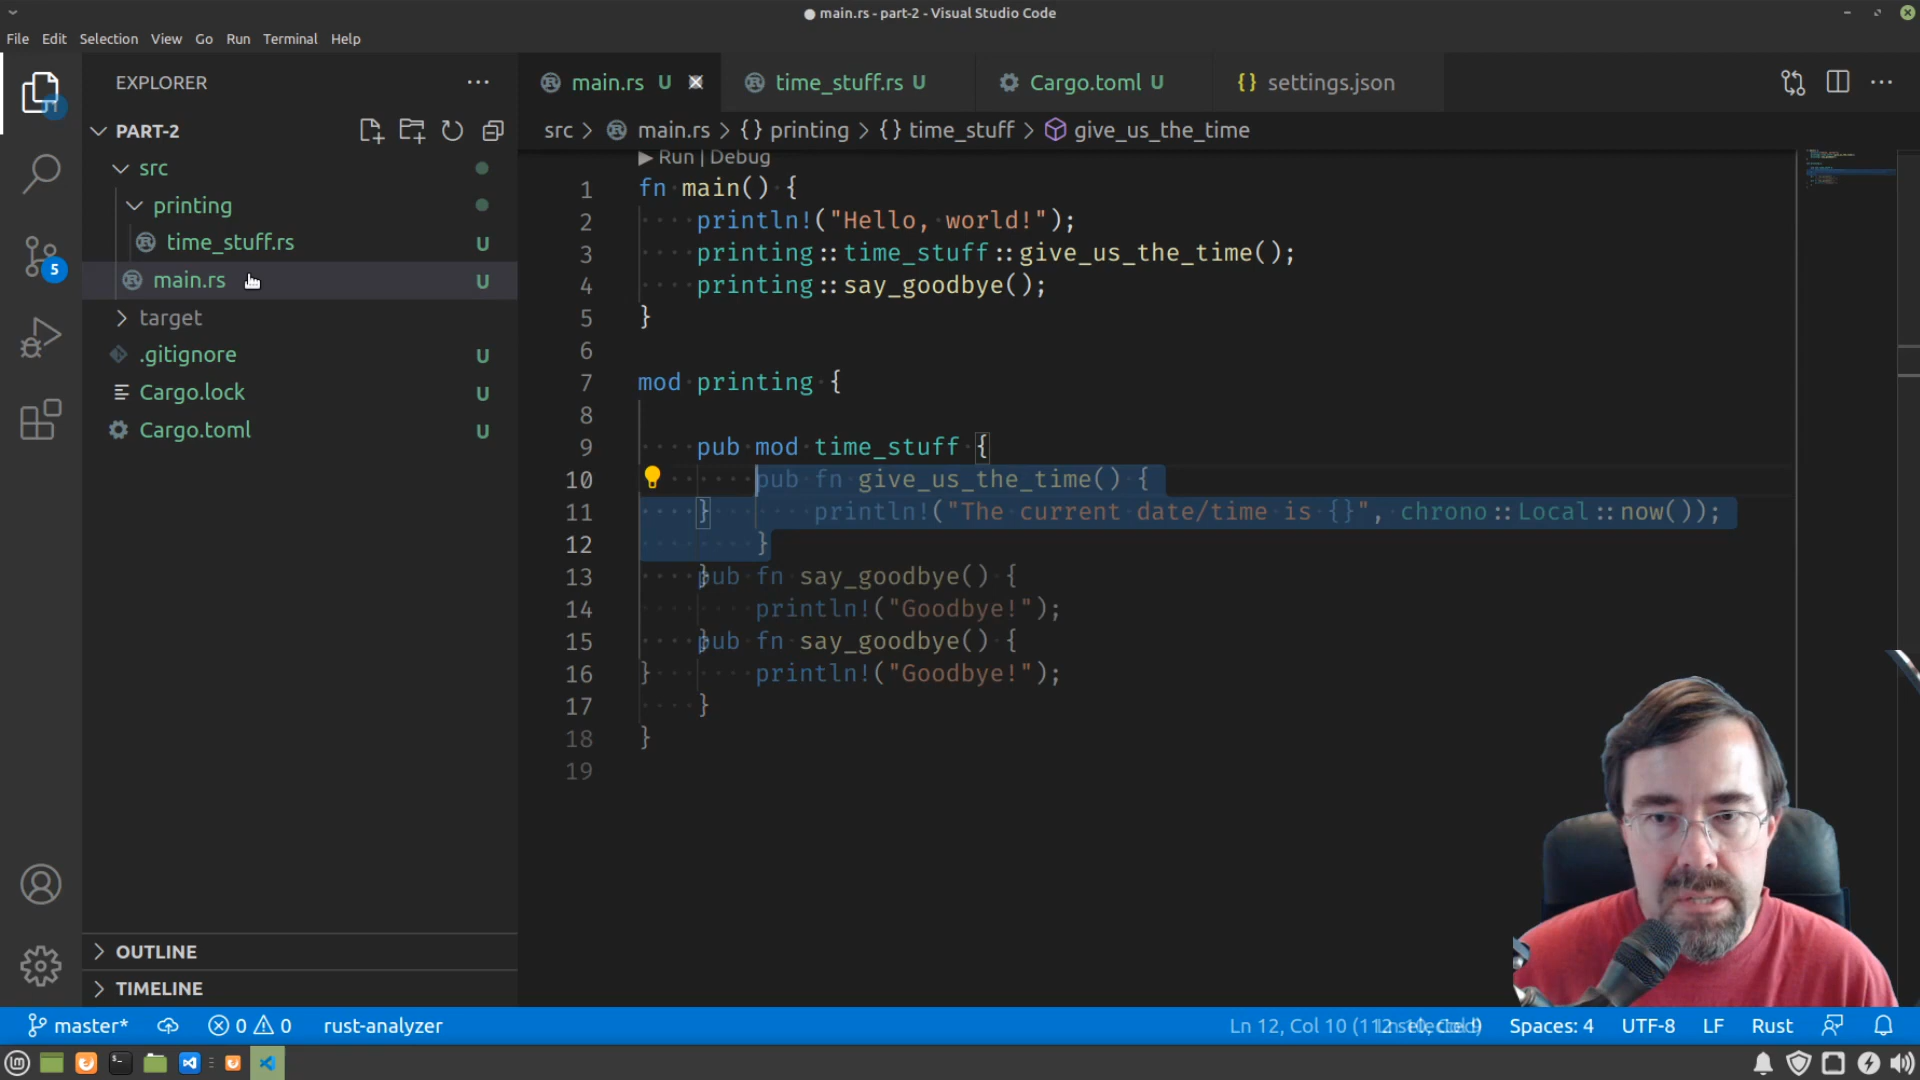 ● main.rs - part-2 - Visual Studio Code
File Edit Selection View Go Run Terminal Help
EXPLORER
PART-2
src
printing
time_stuff.rs U
main.rs U
target
.gitignore U
Cargo.lock U
Cargo.toml U
OUTLINE
TIMELINE
main.rs U
time_stuff.rs U
Cargo.toml U
{} settings.json
src > main.rs > {} printing > {} time_stuff > give_us_the_time
▶ Run | Debug
1 fn main() {
2 println!("Hello, world!");
3 printing::time_stuff::give_us_the_time();
4 printing::say_goodbye();
5 }
6
7 mod printing {
8
9 pub mod time_stuff {
10 pub fn give_us_the_time() {
11 } println!("The current date/time is {}", chrono::Local::now());
12 }
13 } pub fn say_goodbye() {
14 println!("Goodbye!");
15 } pub fn say_goodbye() {
16 } println!("Goodbye!");
17 }
18 }
19
5
master* 0 0 rust-analyzer
Ln 12, Col 10 Spaces: 4 UTF-8 LF Rust